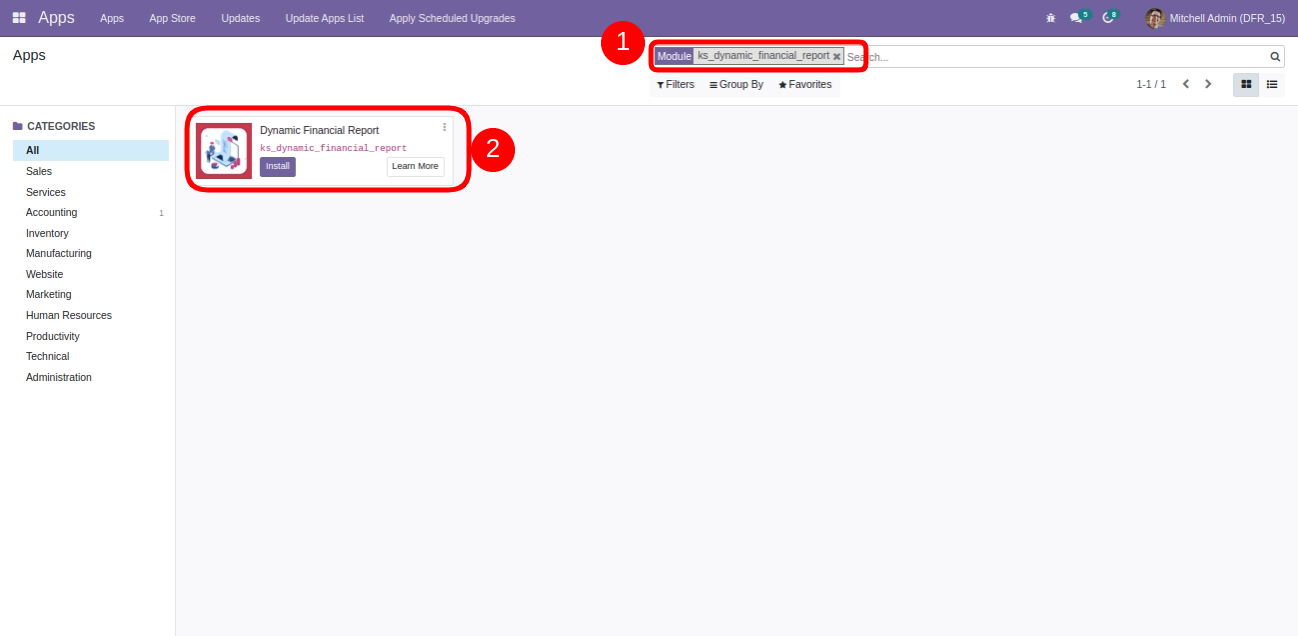 Apps Apps App Store Updates Update Apps List Apply Scheduled Upgrades 5 8 Mitchell Admin (DFR_15)
Apps
1
Module ks_dynamic_financial_report Search...
Filters Group By Favorites 1-1 / 1
CATEGORIES
All
Sales
Services
Accounting 1
Inventory
Manufacturing
Website
Marketing
Human Resources
Productivity
Technical
Administration
Dynamic Financial Report
ks_dynamic_financial_report
Install Learn More
2